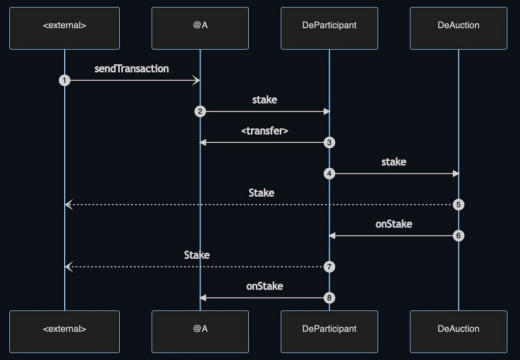 <external>
@A
DeParticipant
DeAuction
sendTransaction
1
stake
2
<transfer>
3
stake
4
Stake
5
onStake
6
Stake
7
onStake
8
<external>
@A
DeParticipant
DeAuction